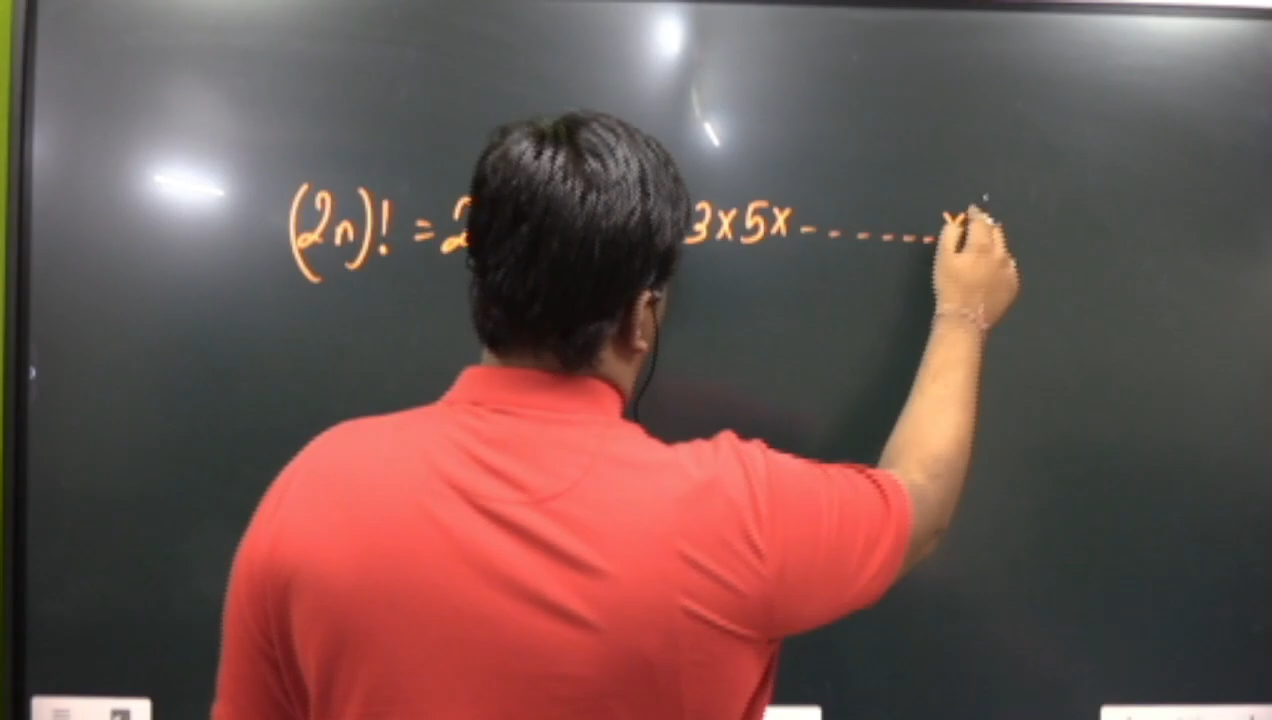 (2n)! = 2 3x5x-------x